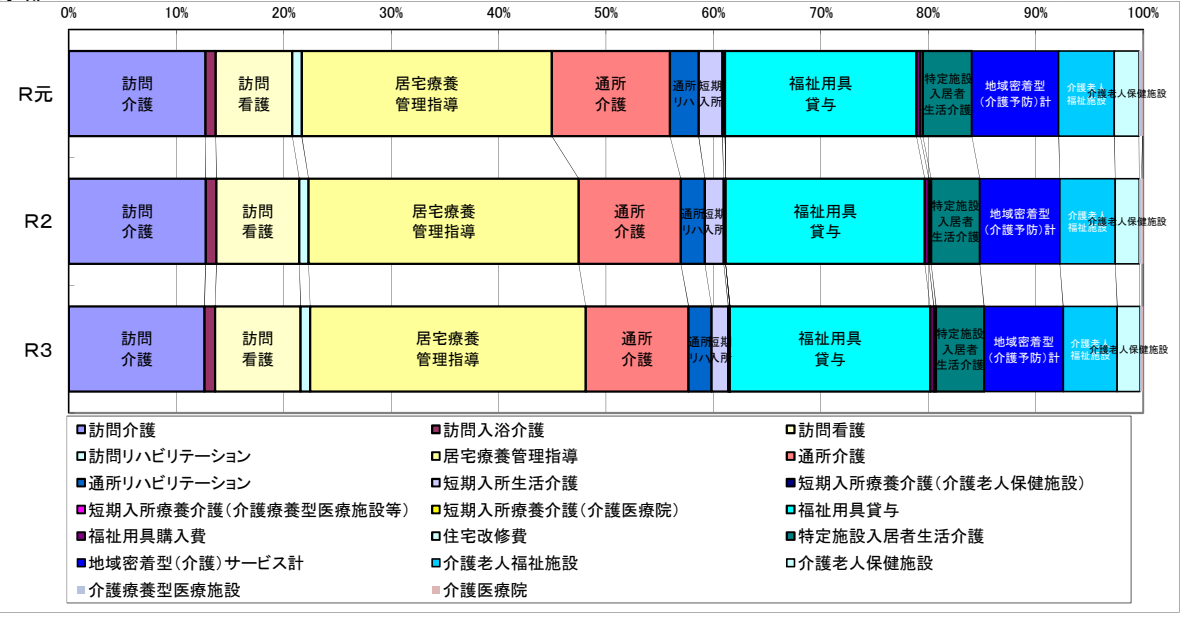 0% 10% 20% 30% 40% 50% 60% 70% 80% 90% 100%
R元
訪問
介護
訪問
看護
居宅療養
管理指導
通所
介護
通所
リハ
短期
入所
福祉用具
貸与
特定施設
入居者
生活介護
地域密着型
(介護予防)計
介護老人
福祉施設
介護老人保健施設
R2
訪問
介護
訪問
看護
居宅療養
管理指導
通所
介護
通所
リハ
短期
入所
福祉用具
貸与
特定施設
入居者
生活介護
地域密着型
(介護予防)計
介護老人
福祉施設
介護老人保健施設
R3
訪問
介護
訪問
看護
居宅療養
管理指導
通所
介護
通所
リハ
短期
入所
福祉用具
貸与
特定施設
入居者
生活介護
地域密着型
(介護予防)計
介護老人
福祉施設
介護老人保健施設
訪問介護 訪問入浴介護 訪問看護
訪問リハビリテーション 居宅療養管理指導 通所介護
通所リハビリテーション 短期入所生活介護 短期入所療養介護(介護老人保健施設)
短期入所療養介護(介護療養型医療施設等) 短期入所療養介護(介護医療院) 福祉用具貸与
福祉用具購入費 住宅改修費 特定施設入居者生活介護
地域密着型(介護)サービス計 介護老人福祉施設 介護老人保健施設
介護療養型医療施設 介護医療院